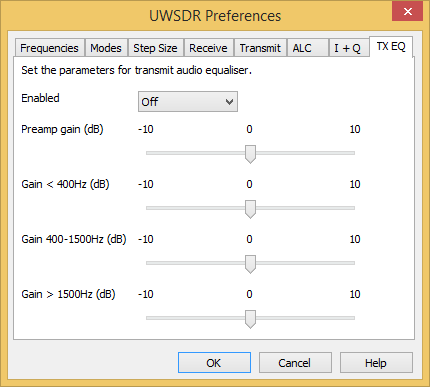 UWSDR Preferences
Frequencies Modes Step Size Receive Transmit ALC I + Q TX EQ
Set the parameters for transmit audio equaliser.
Enabled Off
Preamp gain (dB) -10 0 10
Gain < 400Hz (dB) -10 0 10
Gain 400-1500Hz (dB) -10 0 10
Gain > 1500Hz (dB) -10 0 10
OK Cancel Help